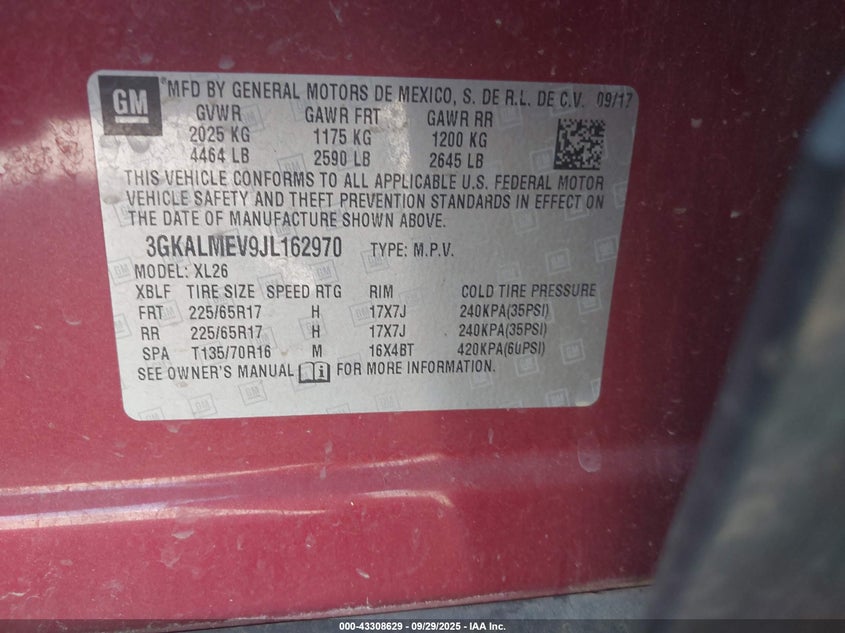 GM
MFD BY GENERAL MOTORS DE MEXICO, S. DE R.L. DE C.V. 09/17
GVWR GAWR FRT GAWR RR
2025 KG 1175 KG 1200 KG
4464 LB 2590 LB 2645 LB
THIS VEHICLE CONFORMS TO ALL APPLICABLE U.S. FEDERAL MOTOR
VEHICLE SAFETY AND THEFT PREVENTION STANDARDS IN EFFECT ON
THE DATE OF MANUFACTURE SHOWN ABOVE.
3GKALMEV9JL162970 TYPE: M.P.V.
MODEL: XL26
XBLF TIRE SIZE SPEED RTG RIM COLD TIRE PRESSURE
FRT 225/65R17 H 17X7J 240KPA(35PSI)
RR 225/65R17 H 17X7J 240KPA(35PSI)
SPA T135/70R16 M 16X4BT 420KPA(60PSI)
SEE OWNER'S MANUAL FOR MORE INFORMATION.
000-43308629 - 09/29/2025 - IAA Inc.